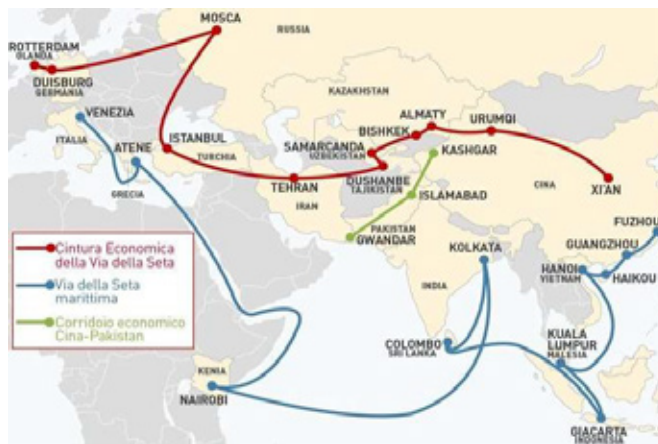 MOSCA
RUSSIA
ROTTERDAM
OLANDA
DUISBURG
GERMANIA
KAZAKHSTAN
VENEZIA
ALMATY
URUMQI
BISHKEK
ITALIA
ATENE
ISTANBUL
TURCHIA
SAMARCANDA
UZBEKISTAN
KASHGAR
GRECIA
TEHRAN
DUSHANBE
TAJIKISTAN
CINA
XI'AN
IRAN
ISLAMABAD
PAKISTAN
GWANDAR
FUZHOU
KOLKATA
GUANGZHOU
HANOI
VIETNAM
HAIKOU
INDIA
Cintura Economica
della Via della Seta
Via della Seta
marittima
Corridoio economico
Cina-Pakistan
COLOMBO
SRI LANKA
KUALA
LUMPUR
MALESIA
KENIA
NAIROBI
GIACARTA
INDONESIA